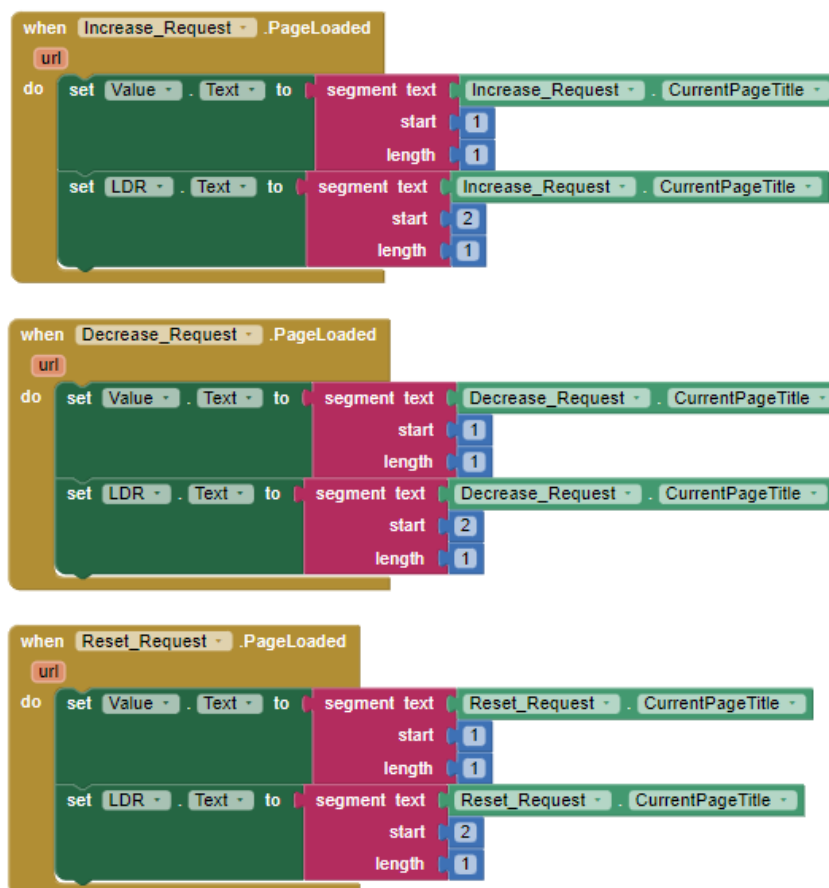 when Increase_Request .PageLoaded
url
do set Value . Text to segment text Increase_Request . CurrentPageTitle
start 1
length 1
set LDR . Text to segment text Increase_Request . CurrentPageTitle
start 2
length 1
when Decrease_Request .PageLoaded
url
do set Value . Text to segment text Decrease_Request . CurrentPageTitle
start 1
length 1
set LDR . Text to segment text Decrease_Request . CurrentPageTitle
start 2
length 1
when Reset_Request .PageLoaded
url
do set Value . Text to segment text Reset_Request . CurrentPageTitle
start 1
length 1
set LDR . Text to segment text Reset_Request . CurrentPageTitle
start 2
length 1